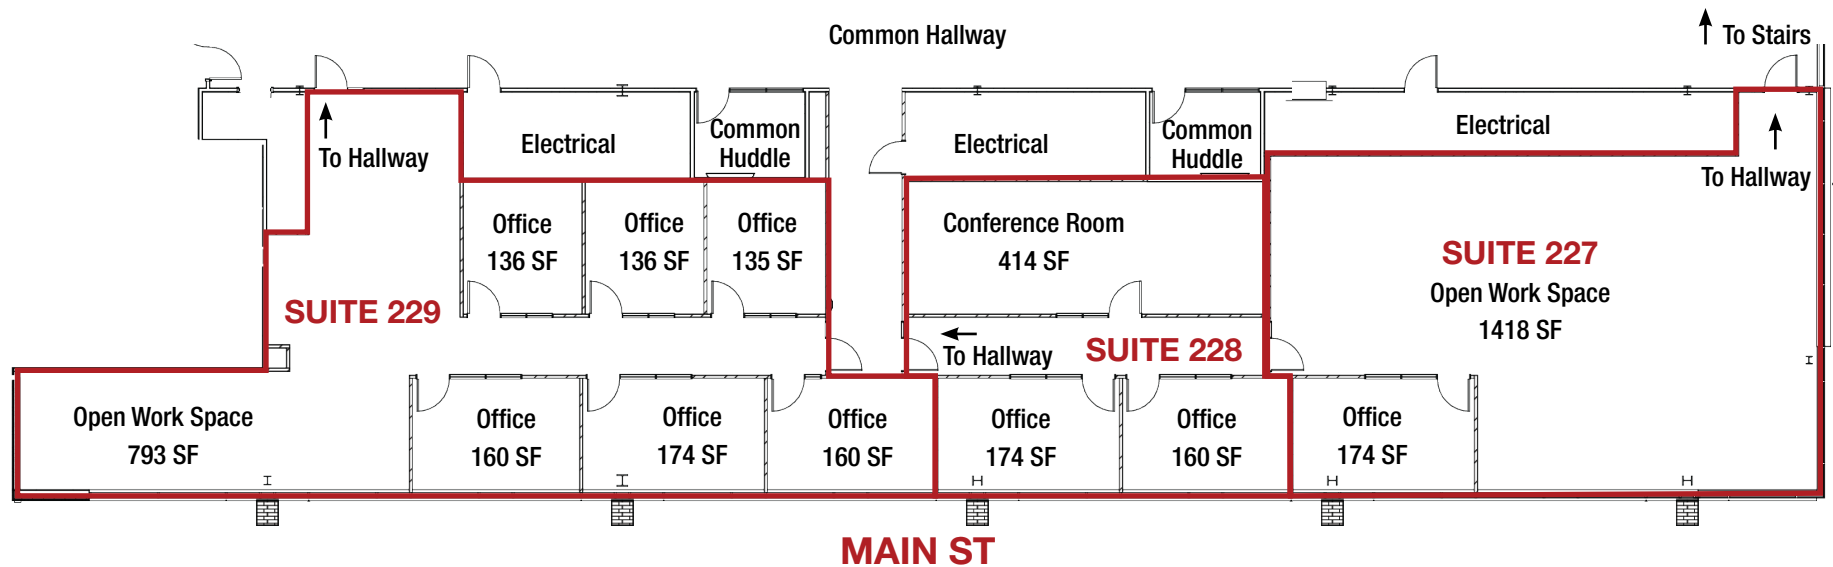 Common Hallway
To Stairs
To Hallway
Electrical
Common
Huddle
Electrical
Common
Huddle
Electrical
To Hallway
Office
136 SF
Office
136 SF
Office
135 SF
Conference Room
414 SF
SUITE 227
Open Work Space
1418 SF
SUITE 229
To Hallway
SUITE 228
Open Work Space
793 SF
Office
160 SF
Office
174 SF
Office
160 SF
Office
174 SF
Office
160 SF
Office
174 SF
MAIN ST